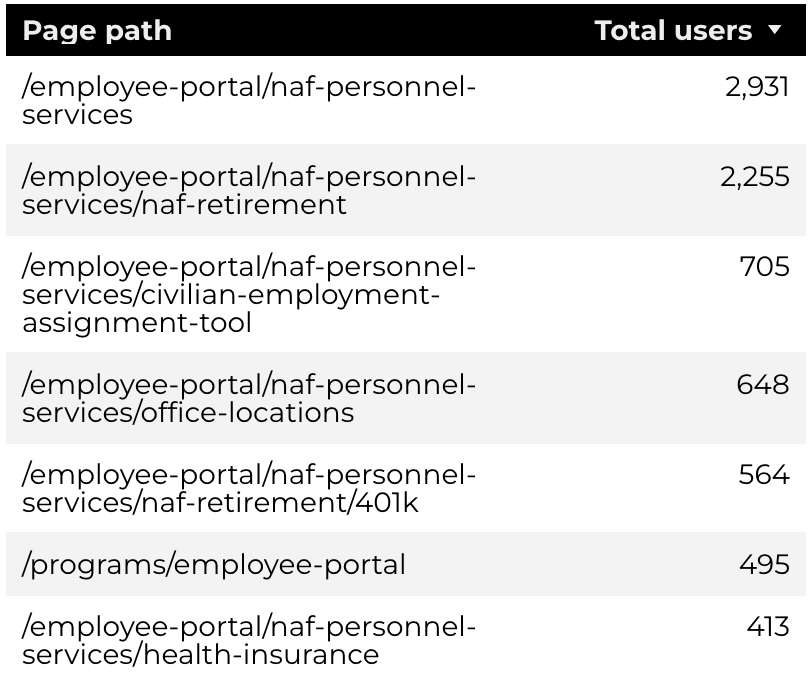 Page path Total users ▼
/employee-portal/naf-personnel- 2,931
services
/employee-portal/naf-personnel- 2,255
services/naf-retirement
/employee-portal/naf-personnel- 705
services/civilian-employment-
assignment-tool
/employee-portal/naf-personnel- 648
services/office-locations
/employee-portal/naf-personnel- 564
services/naf-retirement/401k
/programs/employee-portal 495
/employee-portal/naf-personnel- 413
services/health-insurance